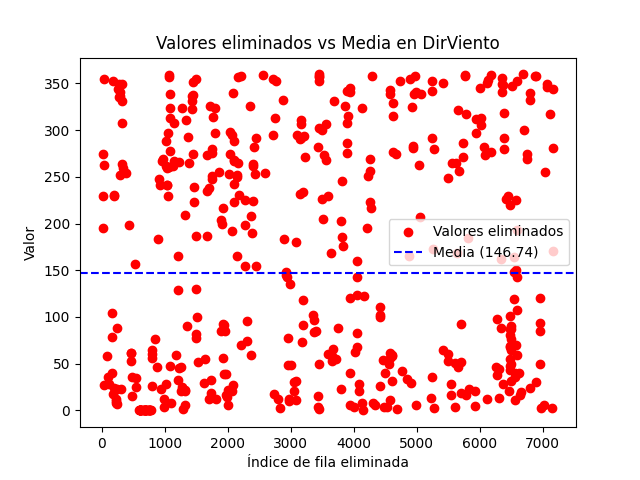 Valores eliminados vs Media en DirViento
Valor
350
300
250
200
150
100
50
0
Valores eliminados
Media (146.74)
0 1000 2000 3000 4000 5000 6000 7000
Índice de fila eliminada